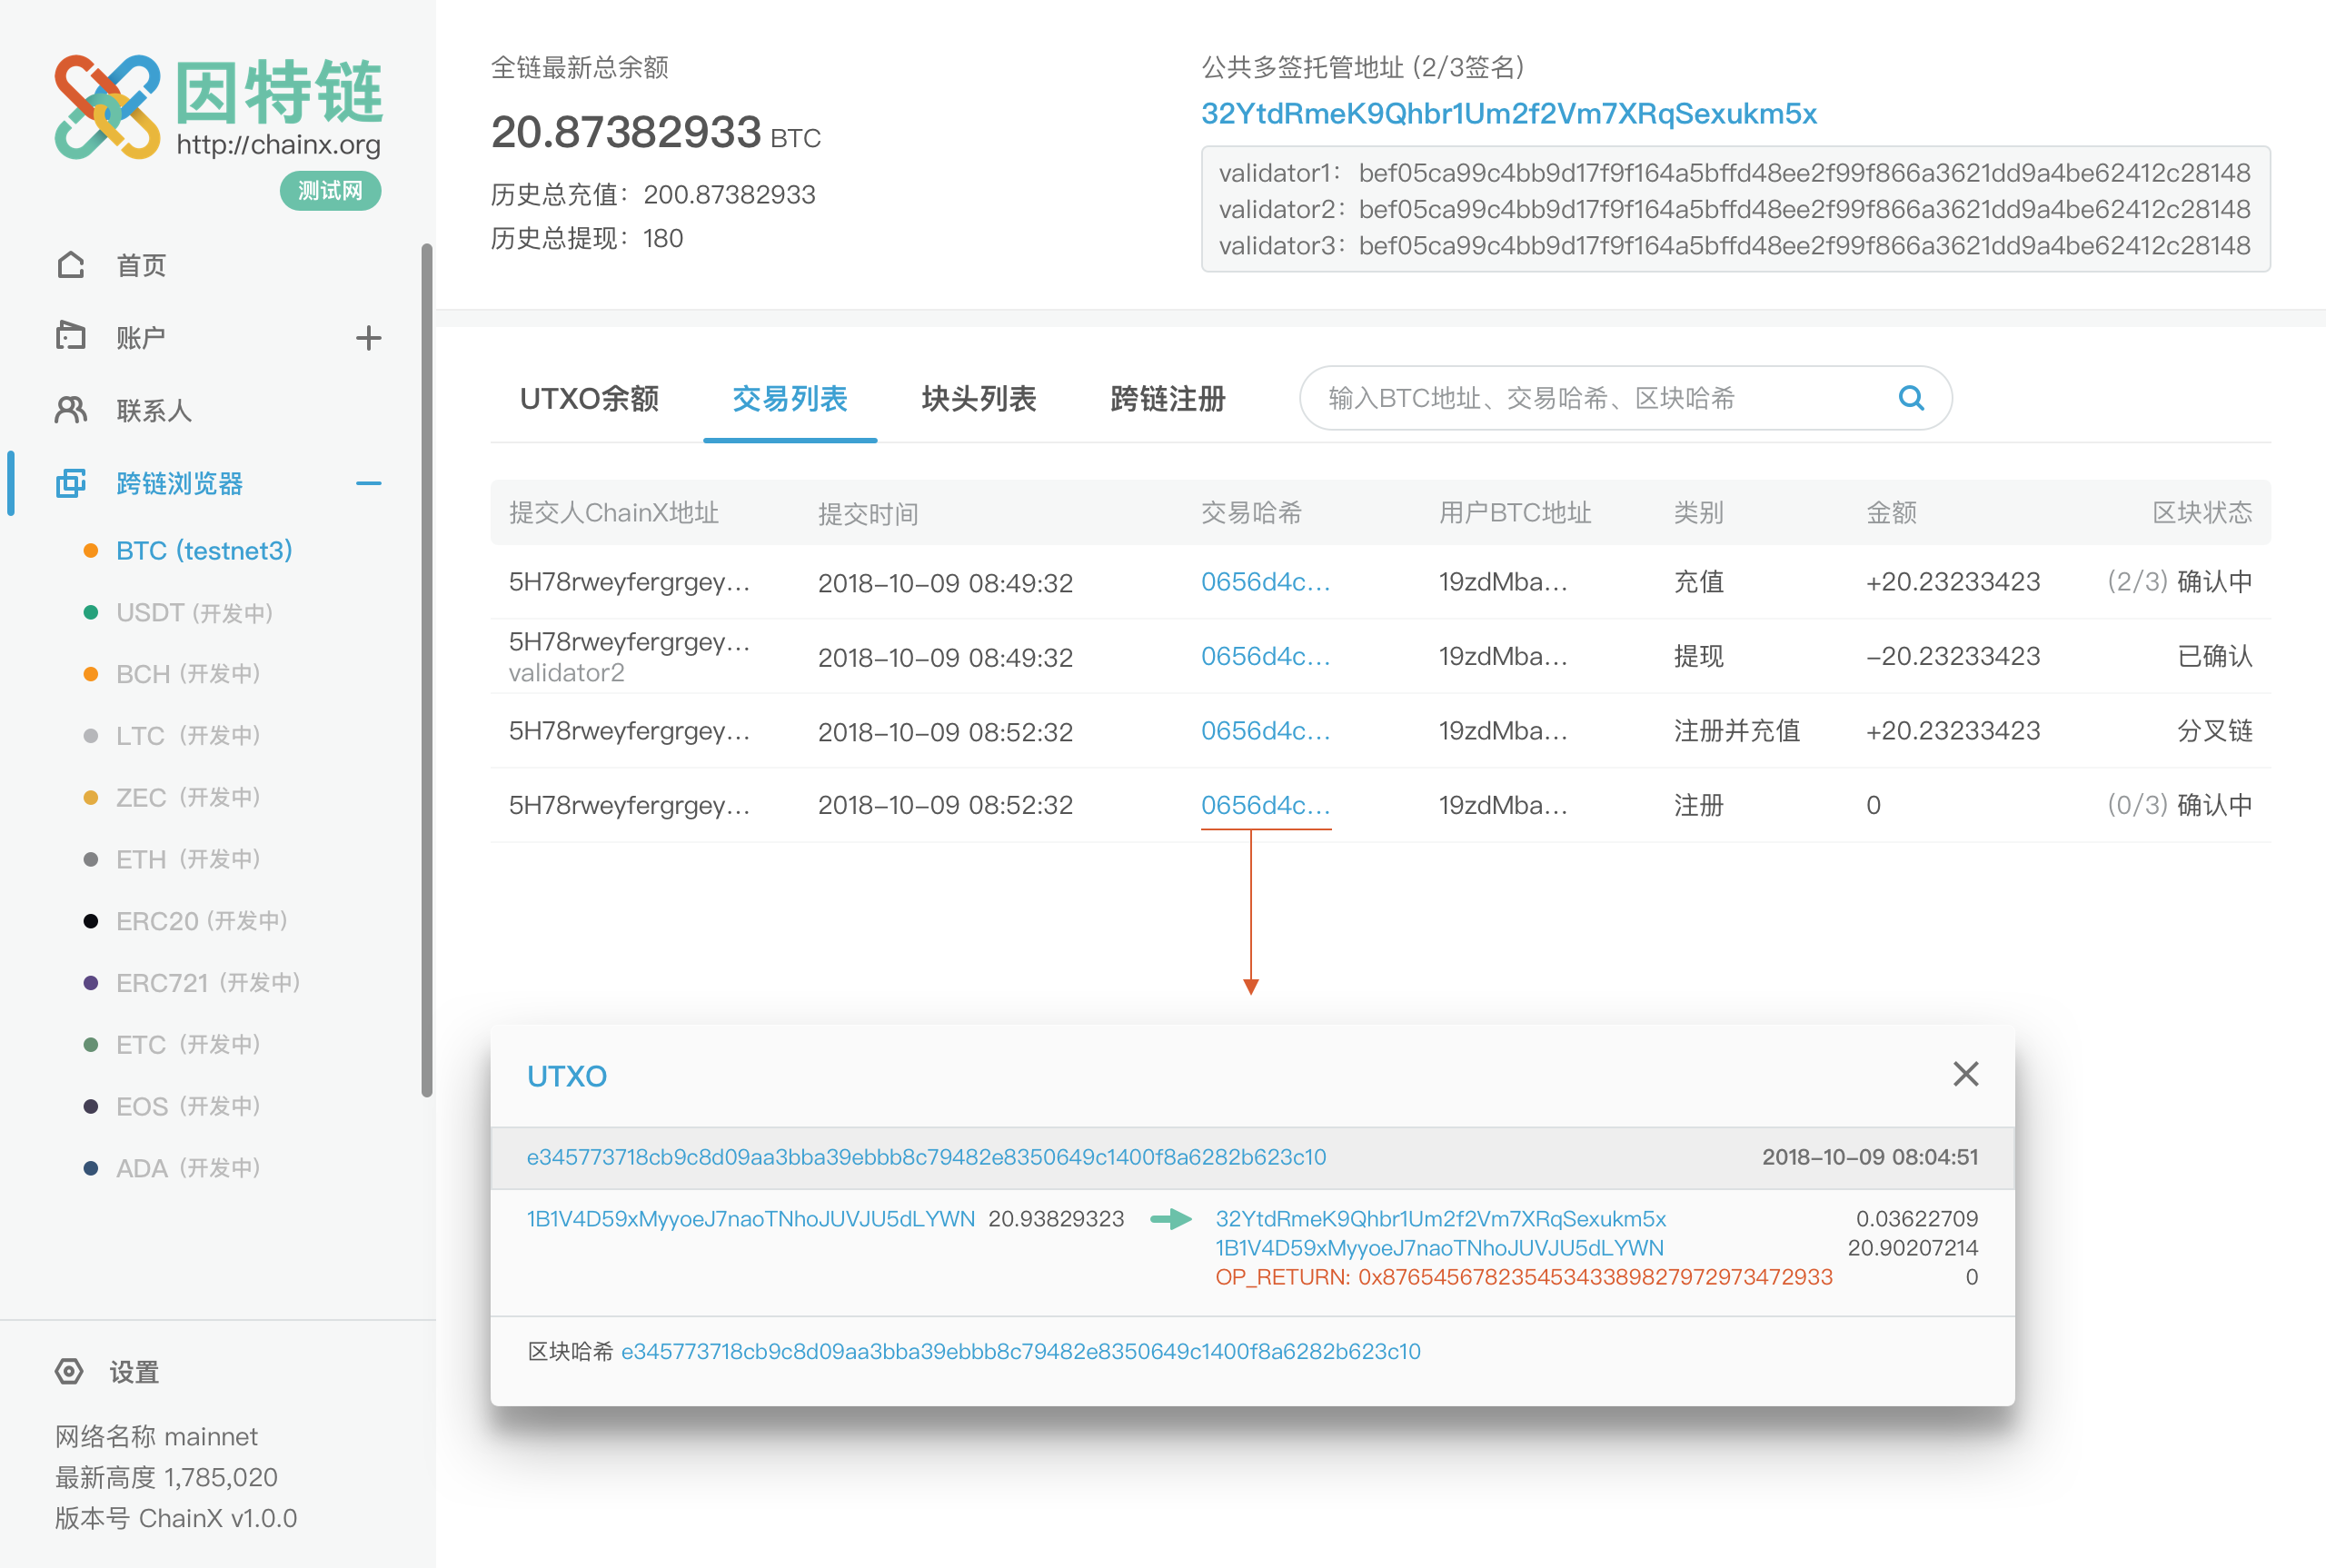 因特链
http://chainx.org
测试网
首页
账户
联系人
跨链浏览器
BTC (testnet3)
USDT (开发中)
BCH (开发中)
LTC (开发中)
ZEC (开发中)
ETH (开发中)
ERC20 (开发中)
ERC721 (开发中)
ETC (开发中)
EOS (开发中)
ADA (开发中)
设置
网络名称 mainnet
最新高度 1,785,020
版本号 ChainX v1.0.0
全链最新总余额
20.87382933 BTC
历史总充值：200.87382933
历史总提现：180
公共多签托管地址 (2/3签名)
32YtdRmeK9Qhbr1Um2f2Vm7XRqSexukm5x
validator1： bef05ca99c4bb9d17f9f164a5bffd48ee2f99f866a3621dd9a4be62412c28148
validator2：bef05ca99c4bb9d17f9f164a5bffd48ee2f99f866a3621dd9a4be62412c28148
validator3：bef05ca99c4bb9d17f9f164a5bffd48ee2f99f866a3621dd9a4be62412c28148
UTXO余额 交易列表 块头列表 跨链注册 输入BTC地址、交易哈希、区块哈希
提交人ChainX地址 提交时间 交易哈希 用户BTC地址 类别 金额 区块状态
5H78rweyfergrgey... 2018-10-09 08:49:32 0656d4c... 19zdMba... 充值 +20.23233423 (2/3) 确认中
5H78rweyfergrgey... 2018-10-09 08:49:32 0656d4c... 19zdMba... 提现 -20.23233423 已确认
validator2
5H78rweyfergrgey... 2018-10-09 08:52:32 0656d4c... 19zdMba... 注册并充值 +20.23233423 分叉链
5H78rweyfergrgey... 2018-10-09 08:52:32 0656d4c... 19zdMba... 注册 0 (0/3) 确认中
UTXO
e345773718cb9c8d09aa3bba39ebbb8c79482e8350649c1400f8a6282b623c10 2018-10-09 08:04:51
1B1V4D59xMyyoeJ7naoTNhoJUVJU5dLYWN 20.93829323 32YtdRmeK9Qhbr1Um2f2Vm7XRqSexukm5x 0.03622709
1B1V4D59xMyyoeJ7naoTNhoJUVJU5dLYWN 20.90207214
OP_RETURN: 0x87654567823545343389827972973472933 0
区块哈希 e345773718cb9c8d09aa3bba39ebbb8c79482e8350649c1400f8a6282b623c10